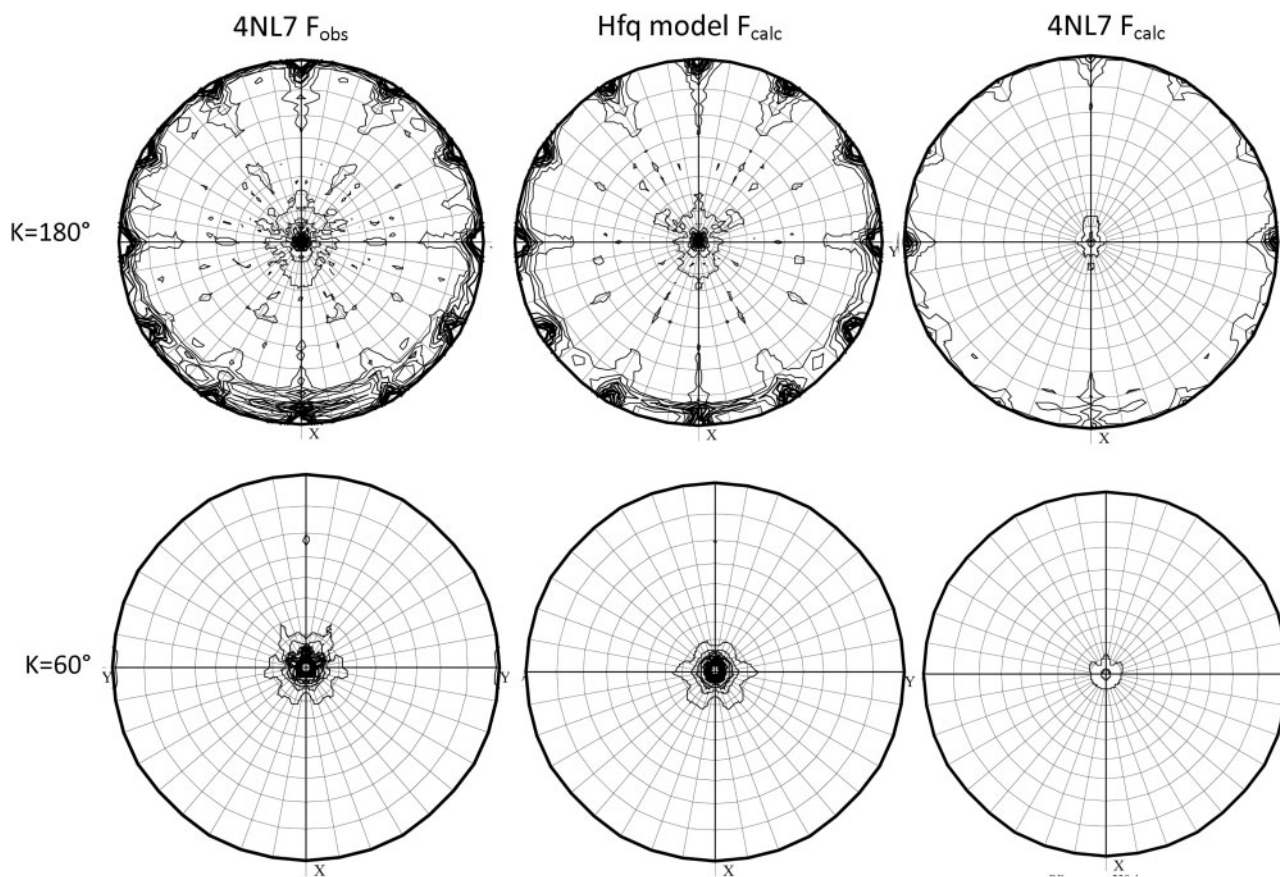 4NL7 Fobs Hfq model Fcalc 4NL7 Fcalc
K=180°
Y
X X X
K=60°
Y Y Y
X X X